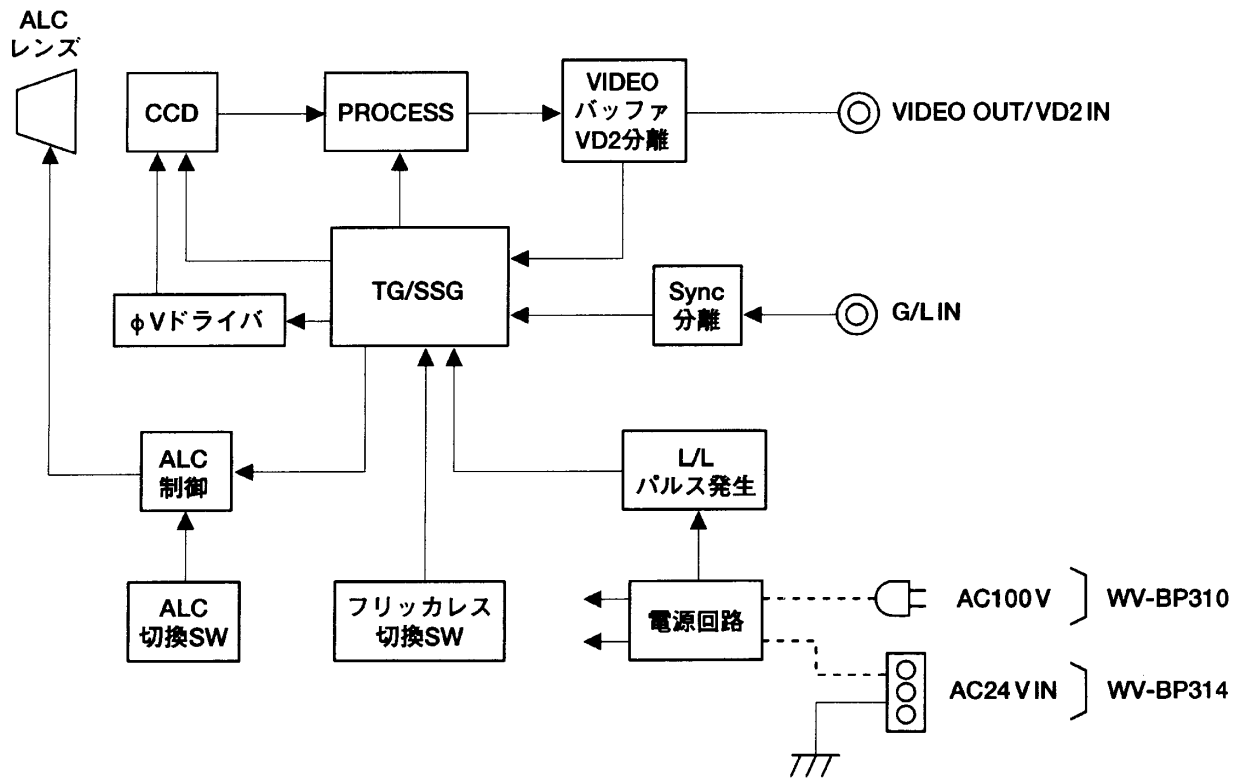 ALC
レンズ
CCD
PROCESS
VIDEO
バッファ
VD2分離
VIDEO OUT/VD2 IN
TG/SSG
Sync
分離
G/L IN
φVドライバ
ALC
制御
L/L
パルス発生
ALC
切換SW
フリッカレス
切換SW
電源回路
AC100V
WV-BP310
AC24V IN
WV-BP314